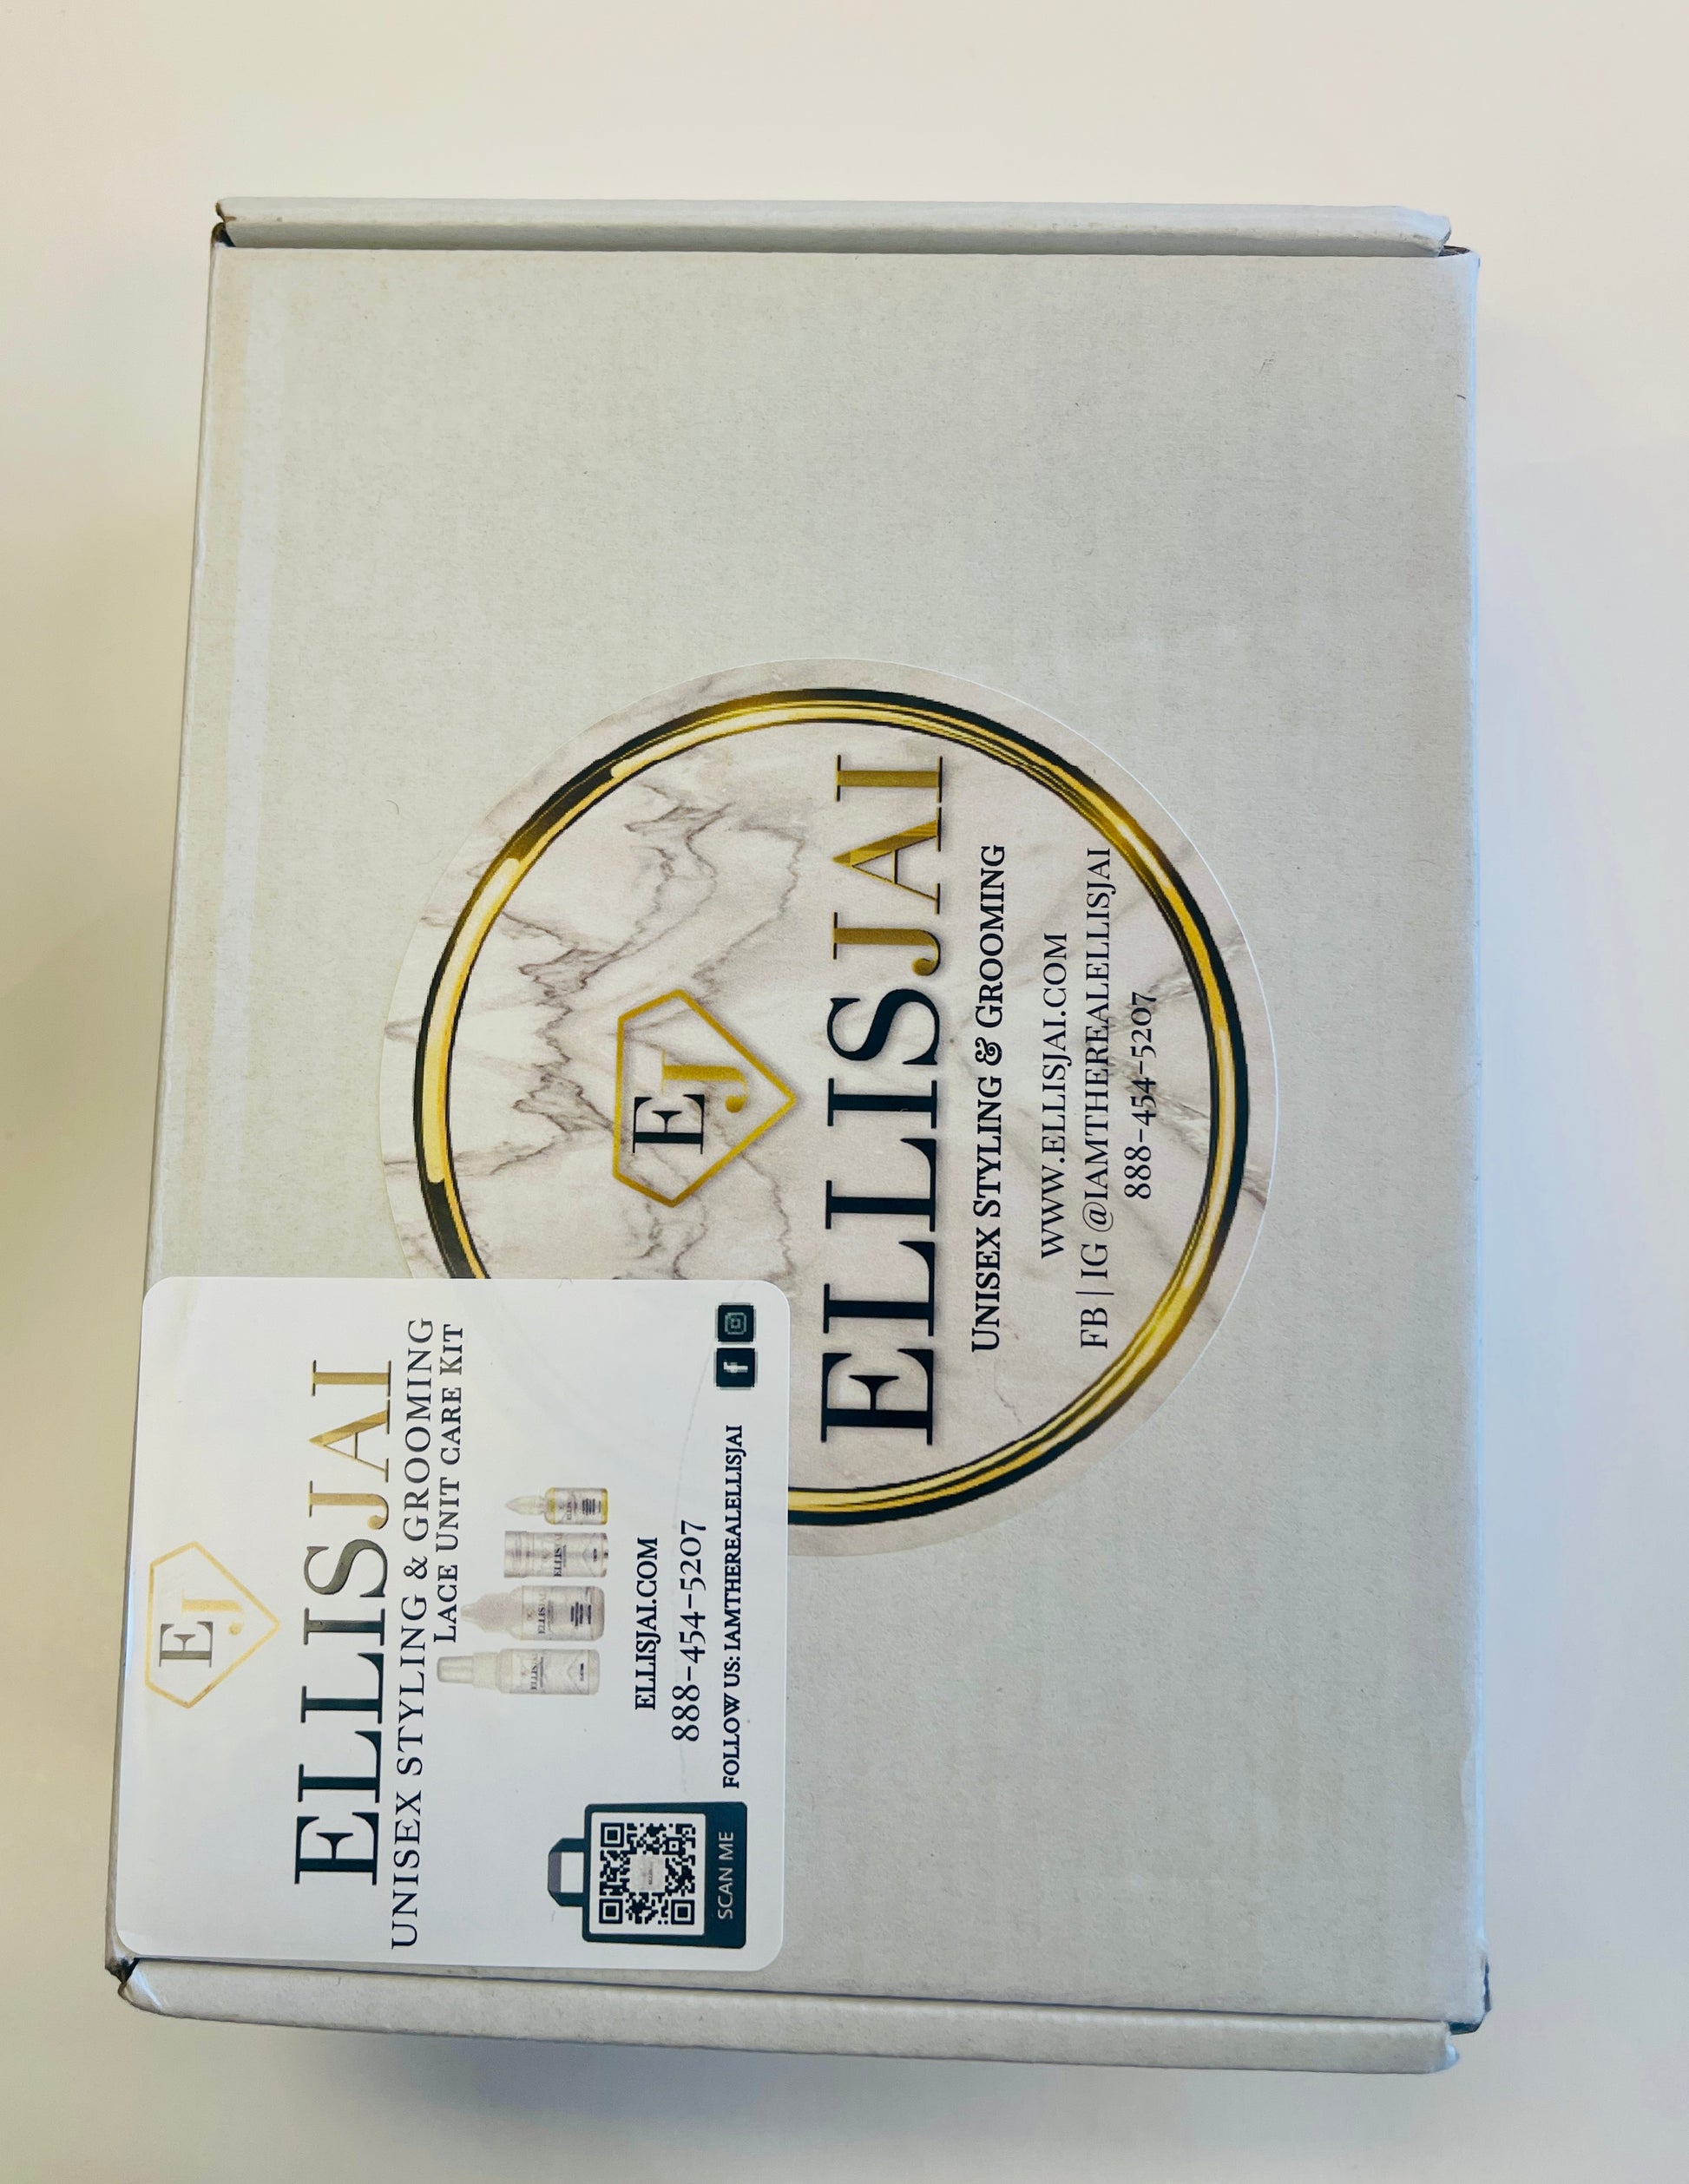 EJ
ELLISJAI
UNISEX STYLING & GROOMING
LACE UNIT CARE KIT
ELLISJAI.COM
888-454-5207
FOLLOW US: IAMTHEREALELLISJAI
SCAN ME
EJ
ELLISJAI
UNISEX STYLING & GROOMING
WWW.ELLISJAI.COM
FB | IG @IAMTHEREALELLISJAI
888-454-5207